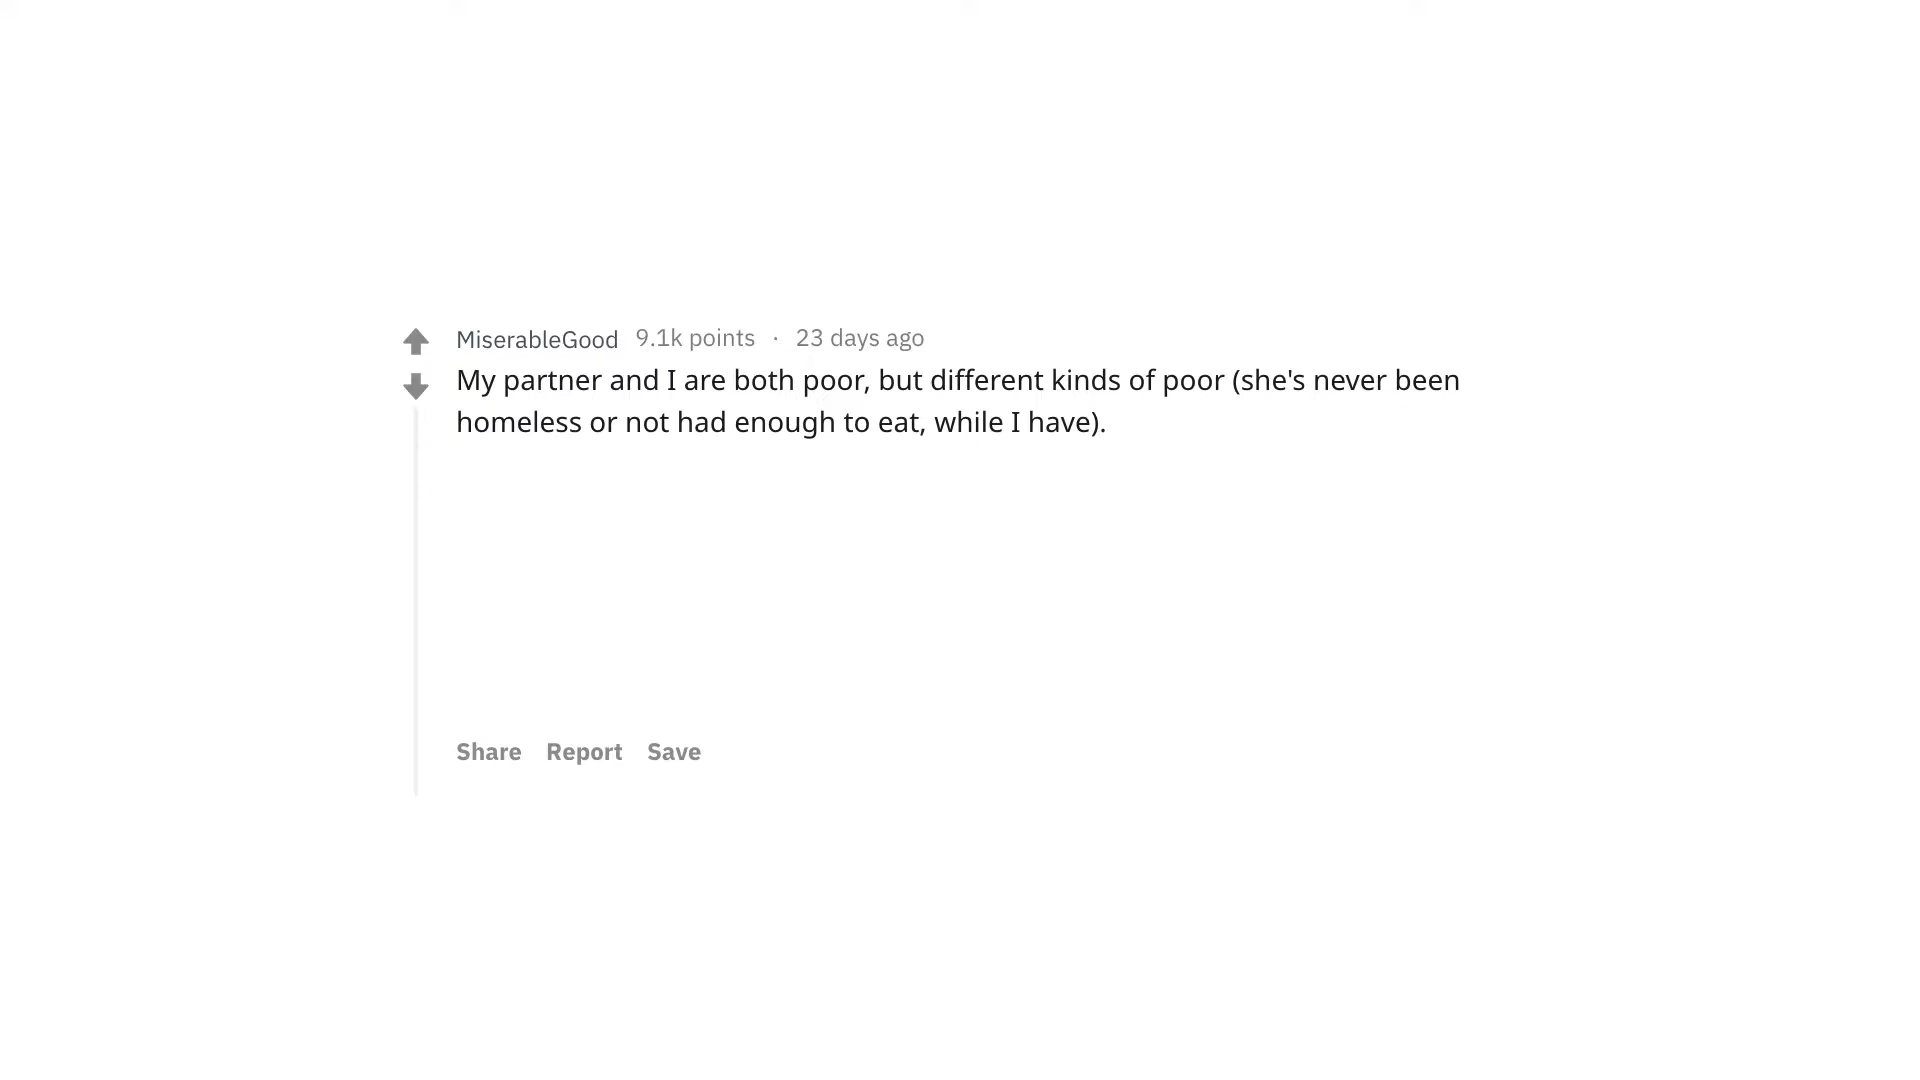 MiserableGood 9.1k points · 23 days ago
My partner and I are both poor, but different kinds of poor (she's never been
homeless or not had enough to eat, while I have).
Share Report Save